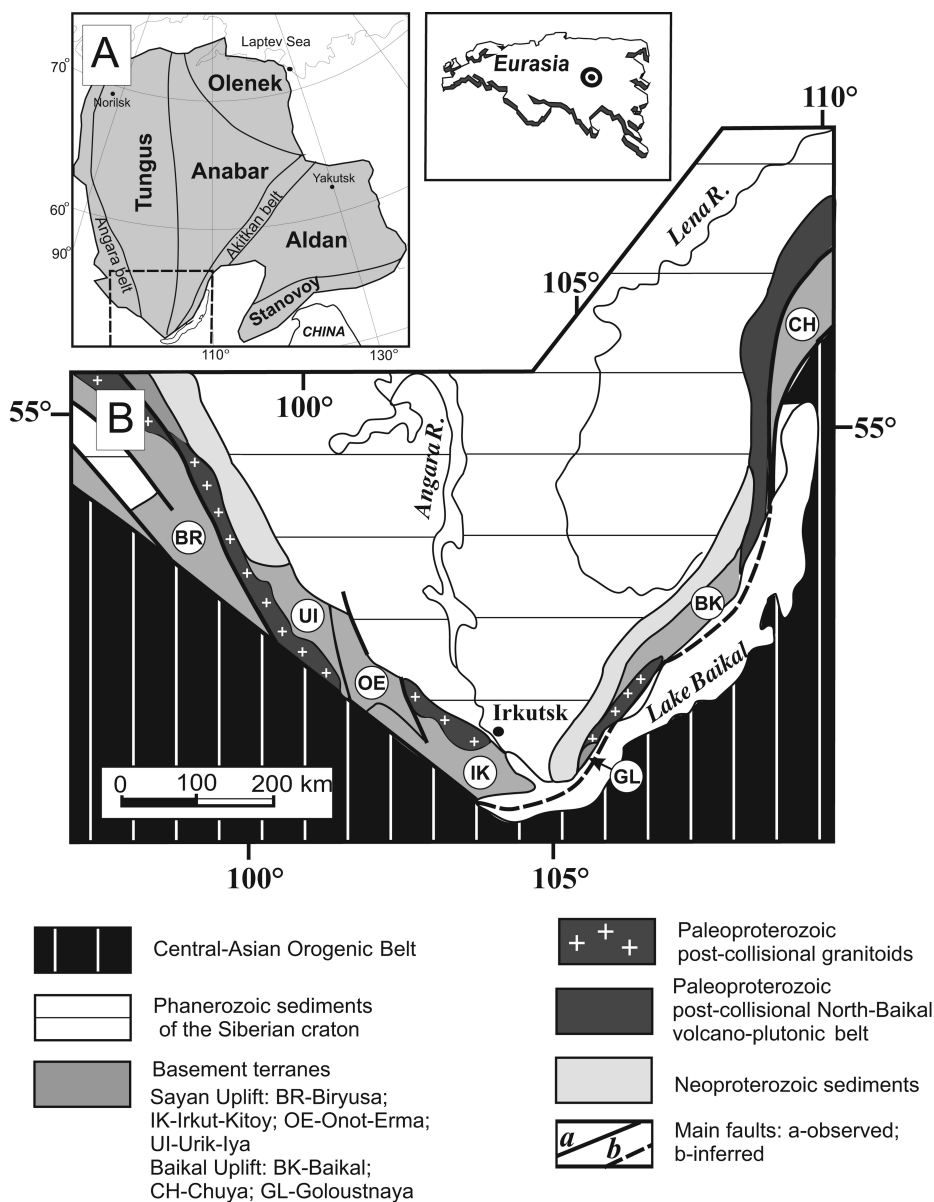 A
Laptev Sea
70°
Olenek
Norilsk
Tungus
Anabar
Yakutsk
60°
Angara belt
Akitkan belt
Aldan
90°
Stanovoy
CHINA
110°
130°
Eurasia
110°
Lena R.
105°
CH
B
55°
100°
55°
Angara R.
BR
UI
BK
OE
Lake Baikal
Irkutsk
IK
GL
0 100 200 km
100°
105°
Central-Asian Orogenic Belt
Phanerozoic sediments
of the Siberian craton
Basement terranes
Sayan Uplift: BR-Biryusa;
IK-Irkut-Kitoy; OE-Onot-Erma;
UI-Urik-Iya
Baikal Uplift: BK-Baikal;
CH-Chuya; GL-Goloustnaya
Paleoproterozoic
post-collisional granitoids
Paleoproterozoic
post-collisional North-Baikal
volcano-plutonic belt
Neoproterozoic sediments
a
b
Main faults: a-observed;
b-inferred